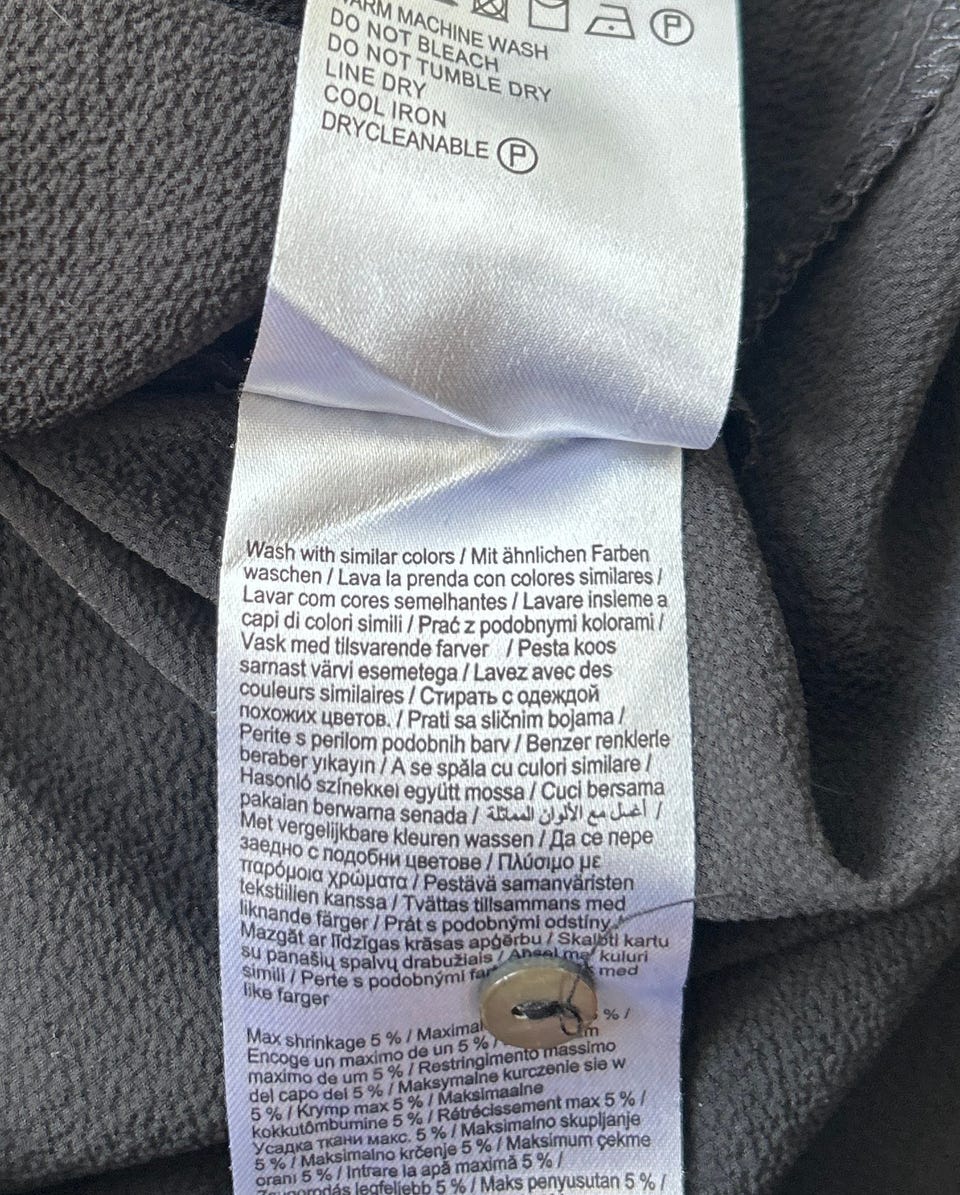 ARM MACHINE WASH
DO NOT BLEACH
DO NOT TUMBLE DRY
LINE DRY
COOL IRON
DRYCLEANABLE P
P
Wash with similar colors / Mit ähnlichen Farben
waschen / Lava la prenda con colores similares /
Lavar com cores semelhantes / Lavare insieme a
capi di colori simili / Prać z podobnymi kolorami /
Vask med tilsvarende farver / Pesta koos
sarnast värvi esemetega / Lavez avec des
couleurs similaires / Стирать с одеждой
похожих цветов. / Prati sa sličnim bojama /
Perite s perilom podobnih barv / Benzer renklerle
beraber yıkayın / A se spăla cu culori similare /
Hasonló színekkel együtt mossa / Cuci bersama
pakaian berwarna senada / أغسل مع الألوان المماثلة /
Met vergelijkbare kleuren wassen / Да се пере
заедно с подобни цветове / Πλύσιμο με
παρόμοια χρώματα / Pestävä samanväristen
tekstiilien kanssa / Tvättas tillsammans med
liknande färger / Prát s podobnými odstíny /
Mazgāt ar līdzīgas krāsas apģērbu / Skalbti kartu
su panašių spalvų drabužiais / me kuluri
simili / Perte s podobnými med
like farger
Max shrinkage 5 % / Maximal % /
Encoge un maximo de un 5 % /
maximo de um 5 % / Restringimento massimo
del capo del 5 % / Maksymalne kurczenie sie w
5 % / Krymp max 5 % / Maksimaalne
kokkutõmbumine 5 % / Rétrécissement max 5 % /
Усадка ткани макс. 5 % / Maksimalno skupljanje
5 % / Maksimalno krčenje 5 % / Maksimum çekme
orani 5 % / Intrare la apă maximă 5 % /
legfeljebb 5 % / Maks penyusutan 5 % /